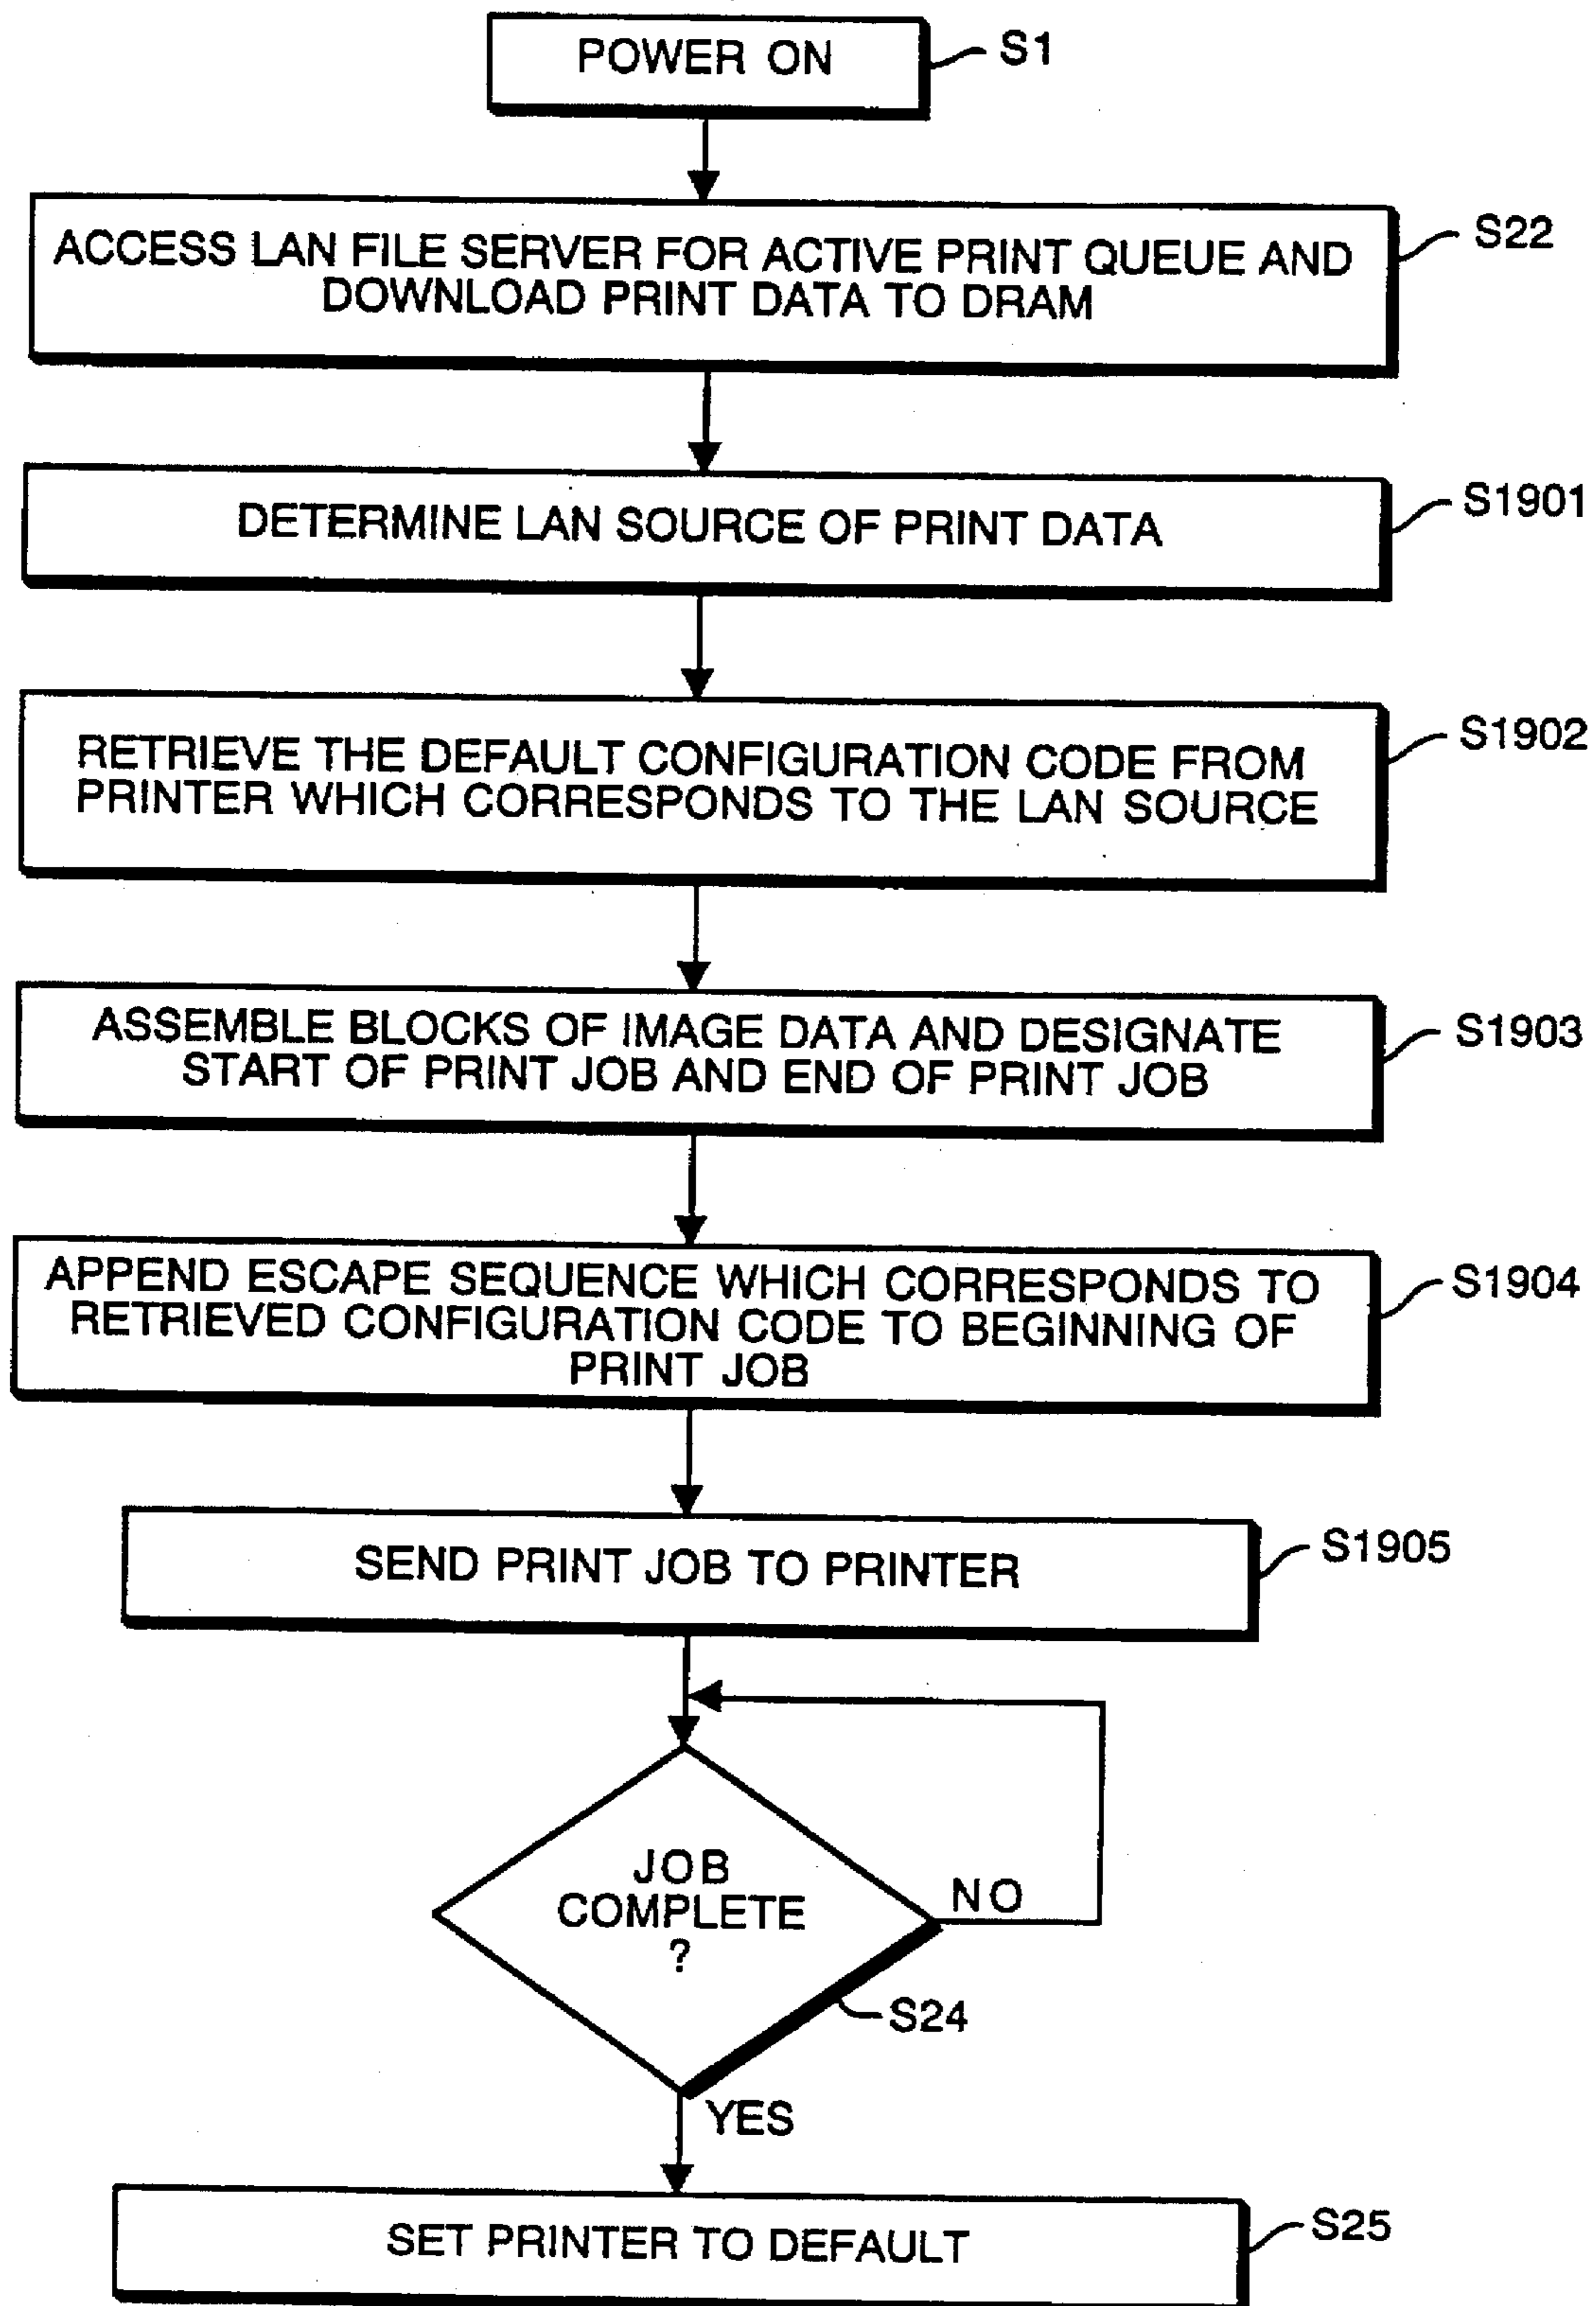 POWER ON
S1
ACCESS LAN FILE SERVER FOR ACTIVE PRINT QUEUE AND
DOWNLOAD PRINT DATA TO DRAM
S22
DETERMINE LAN SOURCE OF PRINT DATA
S1901
RETRIEVE THE DEFAULT CONFIGURATION CODE FROM
PRINTER WHICH CORRESPONDS TO THE LAN SOURCE
S1902
ASSEMBLE BLOCKS OF IMAGE DATA AND DESIGNATE
START OF PRINT JOB AND END OF PRINT JOB
S1903
APPEND ESCAPE SEQUENCE WHICH CORRESPONDS TO
RETRIEVED CONFIGURATION CODE TO BEGINNING OF
PRINT JOB
S1904
SEND PRINT JOB TO PRINTER
S1905
JOB
COMPLETE
?
NO
S24
YES
SET PRINTER TO DEFAULT
S25